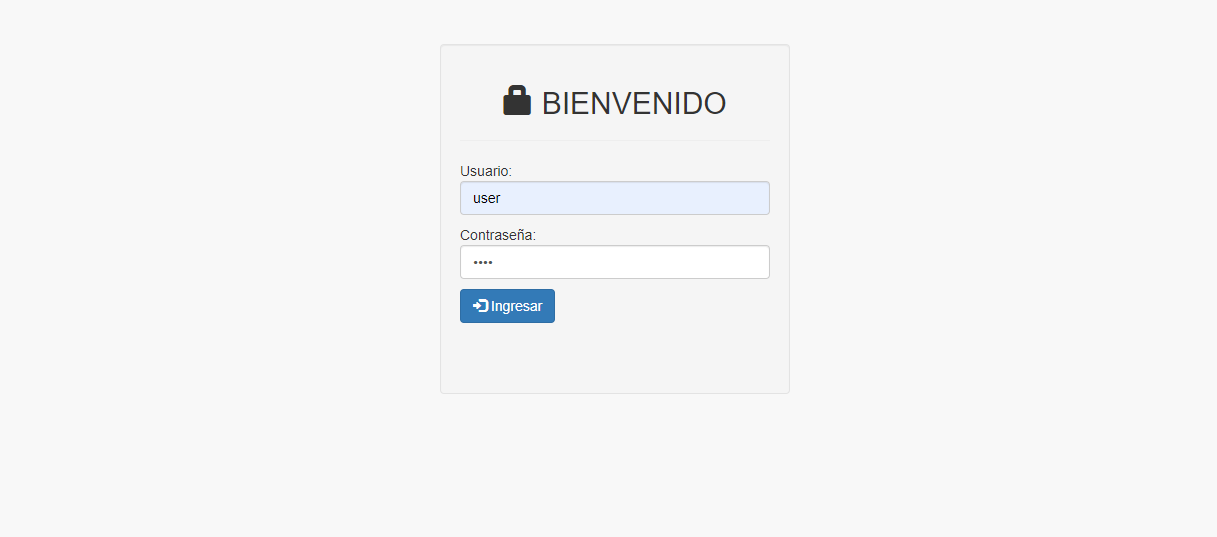 BIENVENIDO
Usuario:
user
Contraseña:
••••
Ingresar